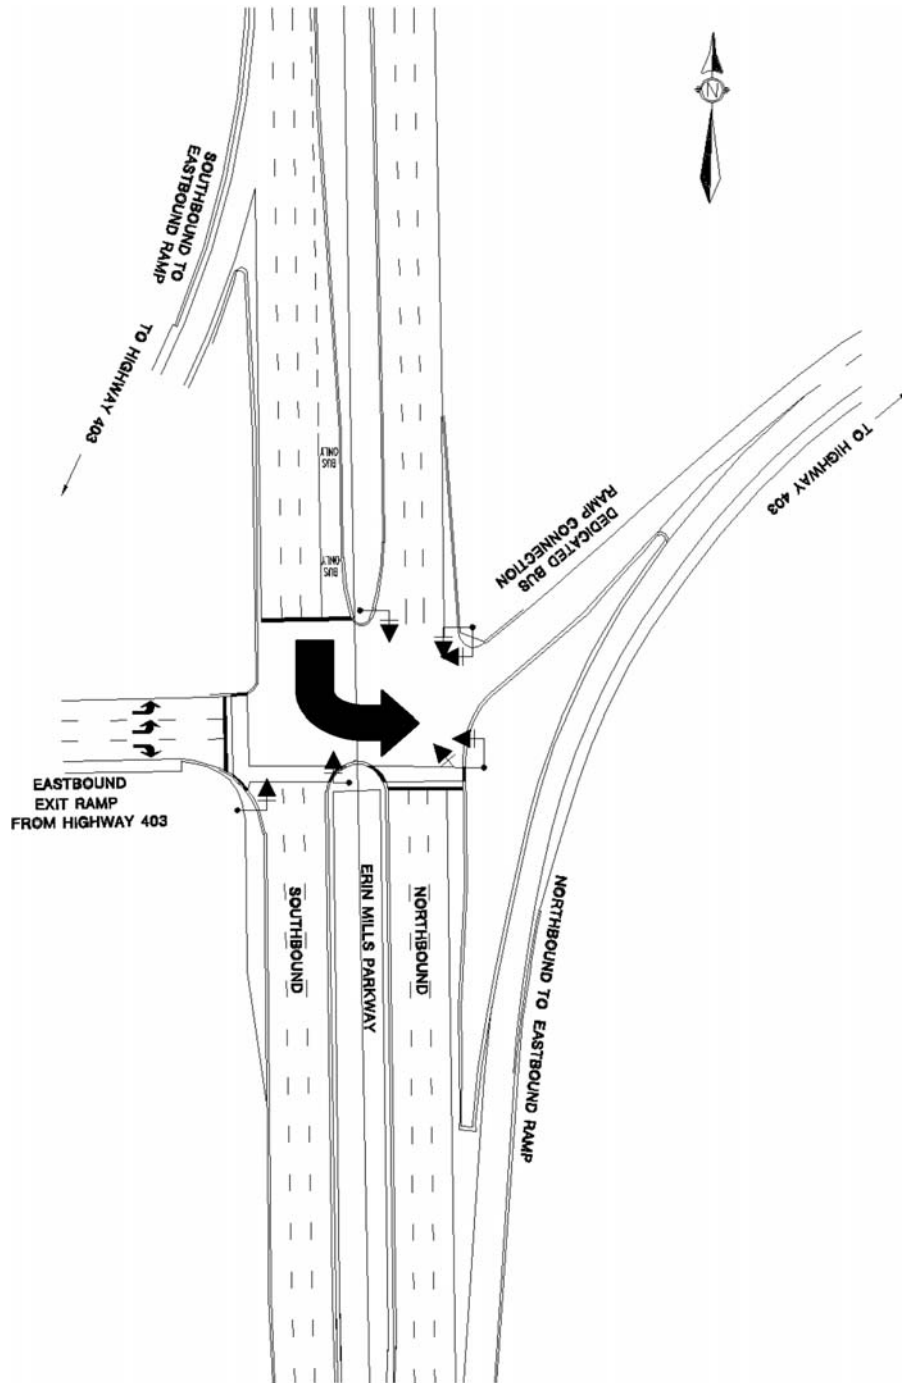 N
SOUTHBOUND TO
EASTBOUND RAMP
TO HIGHWAY 403
TO HIGHWAY 403
BUS
ONLY
DEDICATED BUS
RAMP CONNECTION
BUS
ONLY
EASTBOUND
EXIT RAMP
FROM HIGHWAY 403
SOUTHBOUND
ERIN MILLS PARKWAY
NORTHBOUND
NORTHBOUND TO EASTBOUND RAMP